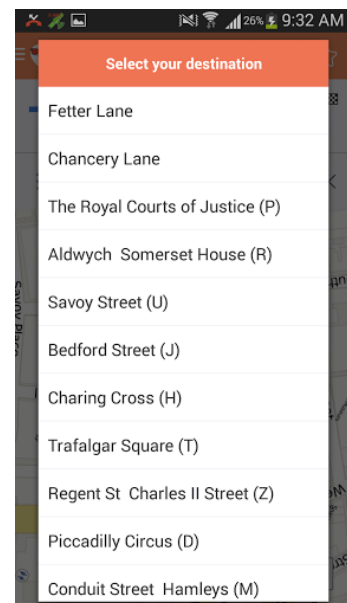 26% 9:32 AM
Select your destination
Fetter Lane
Chancery Lane
The Royal Courts of Justice (P)
Aldwych  Somerset House (R)
Savoy Street (U)
Bedford Street (J)
Charing Cross (H)
Trafalgar Square (T)
Regent St  Charles II Street (Z)
Piccadilly Circus (D)
Conduit Street  Hamleys (M)